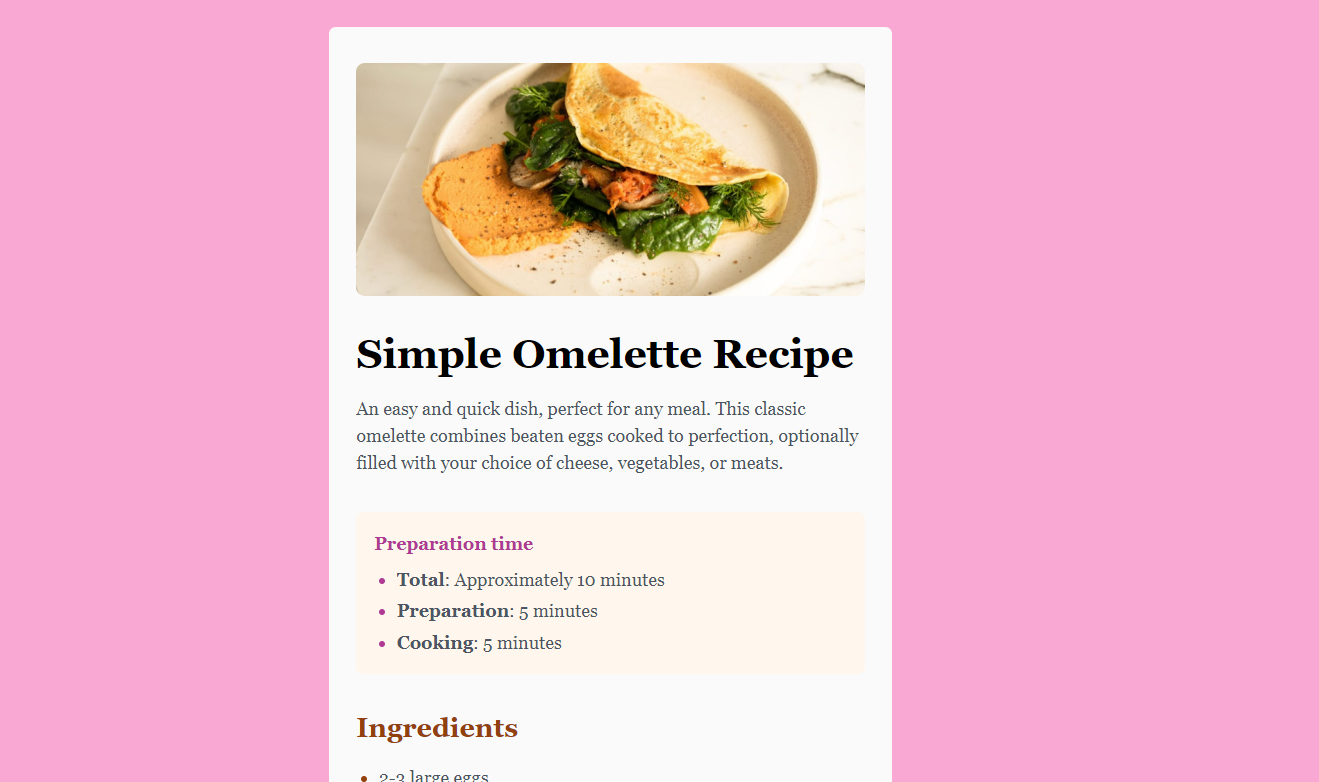 Simple Omelette Recipe
An easy and quick dish, perfect for any meal. This classic
omelette combines beaten eggs cooked to perfection, optionally
filled with your choice of cheese, vegetables, or meats.
Preparation time
Total: Approximately 10 minutes
Preparation: 5 minutes
Cooking: 5 minutes
Ingredients
2-3 large eggs